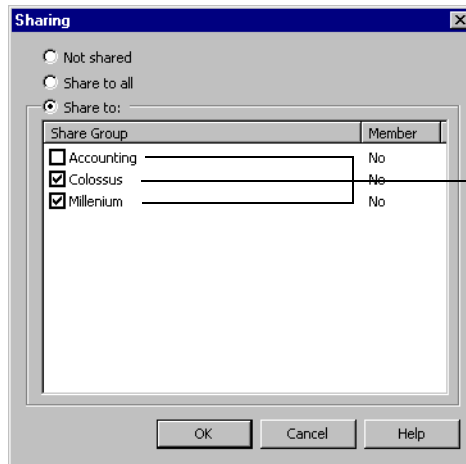 Sharing
Not shared
Share to all
Share to:
Share Group Member
Accounting No
Colossus No
Millenium No
OK Cancel Help